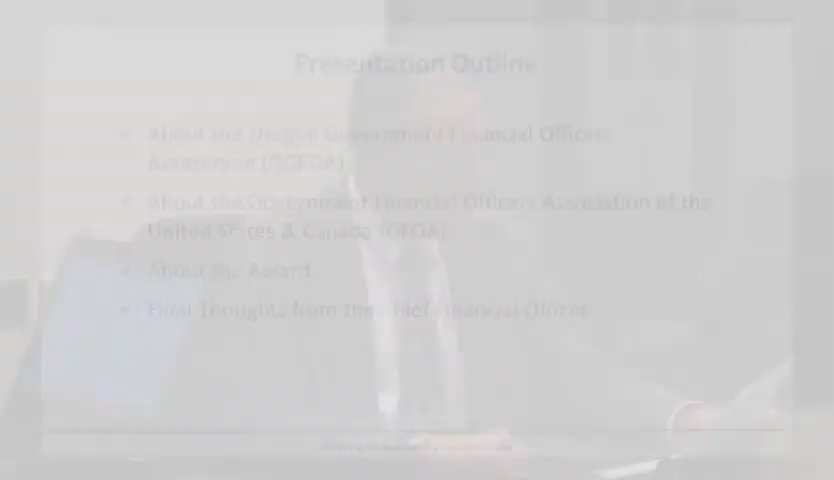 Presentation Outline
• About the Oregon Government Financial Officers
Association (OGFOA)
• About the Government Financial Officers Association of the
United States & Canada (GFOA)
• About the Award
• Final Thoughts from the Chief Financial Officer